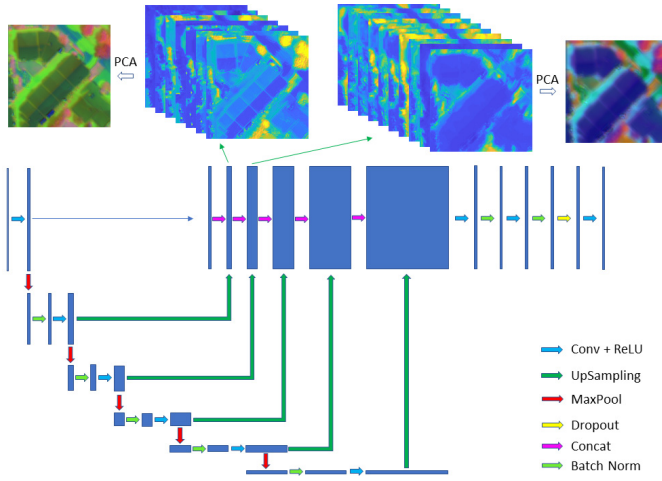 PCA
PCA
Conv + ReLU
UpSampling
MaxPool
Dropout
Concat
Batch Norm